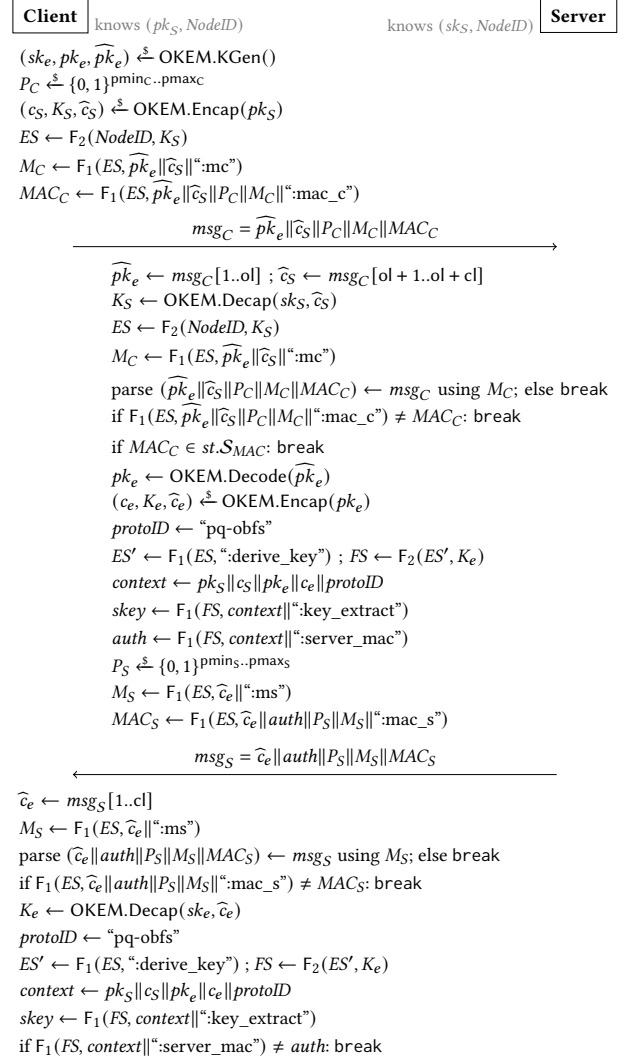 Client knows (pk_S, NodeID) knows (sk_S, NodeID) Server
(sk_e, pk_e, p̂k_e) ←$ OKEM.KGen()
P_C ←$ {0, 1}^{pmin_C..pmax_C}
(c_S, K_S, ĉ_S) ←$ OKEM.Encap(pk_S)
ES ← F_2(NodeID, K_S)
M_C ← F_1(ES, p̂k_e‖ĉ_S‖“:mc”)
MAC_C ← F_1(ES, p̂k_e‖ĉ_S‖P_C‖M_C‖“:mac_c”)
msg_C = p̂k_e‖ĉ_S‖P_C‖M_C‖MAC_C
p̂k_e ← msg_C[1..ol] ; ĉ_S ← msg_C[ol + 1..ol + cl]
K_S ← OKEM.Decap(sk_S, ĉ_S)
ES ← F_2(NodeID, K_S)
M_C ← F_1(ES, p̂k_e‖ĉ_S‖“:mc”)
parse (p̂k_e‖ĉ_S‖P_C‖M_C‖MAC_C) ← msg_C using M_C; else break
if F_1(ES, p̂k_e‖ĉ_S‖P_C‖M_C‖“:mac_c”) ≠ MAC_C: break
if MAC_C ∈ st.S_MAC: break
pk_e ← OKEM.Decode(p̂k_e)
(c_e, K_e, ĉ_e) ←$ OKEM.Encap(pk_e)
protoID ← “pq-obfs”
ES′ ← F_1(ES, “:derive_key”) ; FS ← F_2(ES′, K_e)
context ← pk_S‖c_S‖pk_e‖c_e‖protoID
skey ← F_1(FS, context‖“:key_extract”)
auth ← F_1(FS, context‖“:server_mac”)
P_S ←$ {0, 1}^{pmin_S..pmax_S}
M_S ← F_1(ES, ĉ_e‖“:ms”)
MAC_S ← F_1(ES, ĉ_e‖auth‖P_S‖M_S‖“:mac_s”)
msg_S = ĉ_e‖auth‖P_S‖M_S‖MAC_S
ĉ_e ← msg_S[1..cl]
M_S ← F_1(ES, ĉ_e‖“:ms”)
parse (ĉ_e‖auth‖P_S‖M_S‖MAC_S) ← msg_S using M_S; else break
if F_1(ES, ĉ_e‖auth‖P_S‖M_S‖“:mac_s”) ≠ MAC_S: break
K_e ← OKEM.Decap(sk_e, ĉ_e)
protoID ← “pq-obfs”
ES′ ← F_1(ES, “:derive_key”) ; FS ← F_2(ES′, K_e)
context ← pk_S‖c_S‖pk_e‖c_e‖protoID
skey ← F_1(FS, context‖“:key_extract”)
if F_1(FS, context‖“:server_mac”) ≠ auth: break